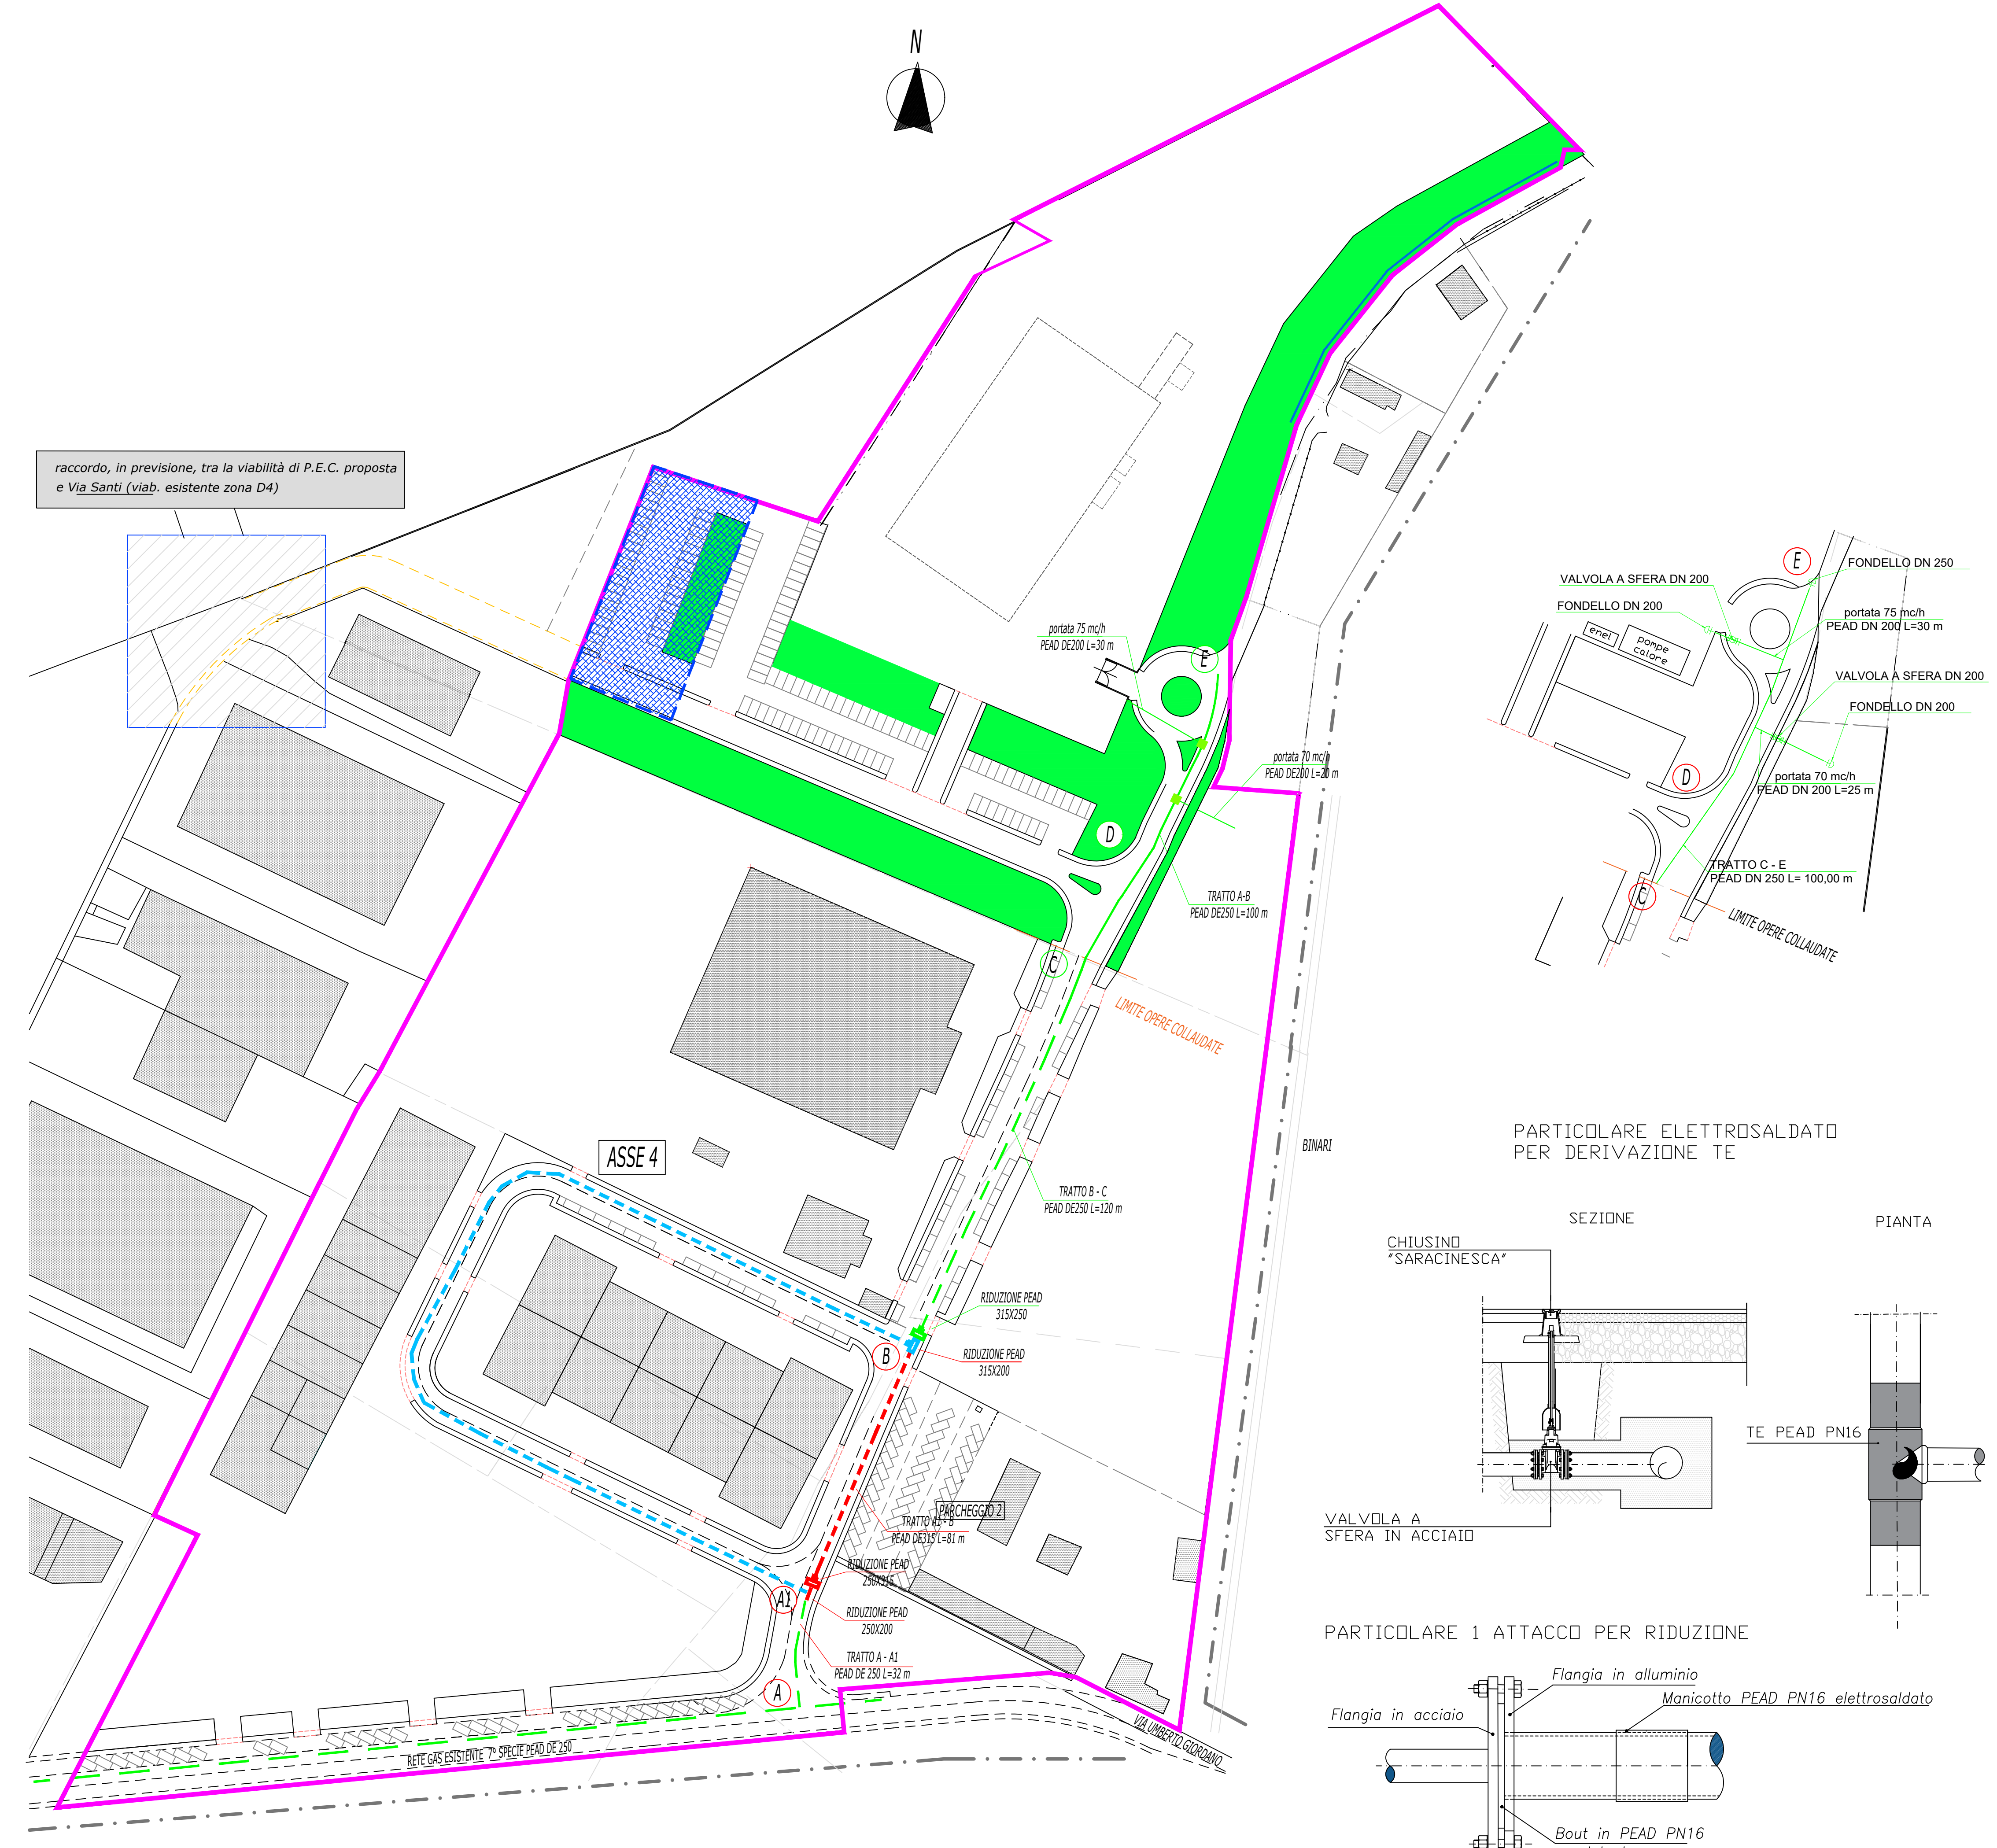 N
raccordo, in previsione, tra la viabilità di P.E.C. proposta
e Via Santi (viab. esistente zona D4)
portata 75 mc/h
PEAD DE200 L=30 m
E
portata 70 mc/h
PEAD DE200 L=20 m
D
TRATTO A-B
PEAD DE250 L=100 m
C
LIMITE OPERE COLLAUDATE
BINARI
ASSE 4
TRATTO B - C
PEAD DE250 L=120 m
RIDUZIONE PEAD
315X250
B
RIDUZIONE PEAD
315X200
PARCHEGGIO 2
TRATTO A1 - B
PEAD DE315 L=81 m
RIDUZIONE PEAD
250X315
A1
RIDUZIONE PEAD
250X200
TRATTO A - A1
PEAD DE 250 L=32 m
A
VIA UMBERTO GIORDANO
RETE GAS ESISTENTE 7° SPECIE PEAD DE 250
E
FONDELLO DN 250
VALVOLA A SFERA DN 200
FONDELLO DN 200
enel
pompe
calore
portata 75 mc/h
PEAD DN 200 L=30 m
VALVOLA A SFERA DN 200
FONDELLO DN 200
D
portata 70 mc/h
PEAD DN 200 L=25 m
TRATTO C - E
PEAD DN 250 L= 100,00 m
C
LIMITE OPERE COLLAUDATE
PARTICOLARE ELETTROSALDATO
PER DERIVAZIONE TE
SEZIONE
PIANTA
CHIUSINO
"SARACINESCA"
TE PEAD PN16
VALVOLA A
SFERA IN ACCIAIO
PARTICOLARE 1 ATTACCO PER RIDUZIONE
Flangia in alluminio
Manicotto PEAD PN16 elettrosaldato
Flangia in acciaio
Bout in PEAD PN16